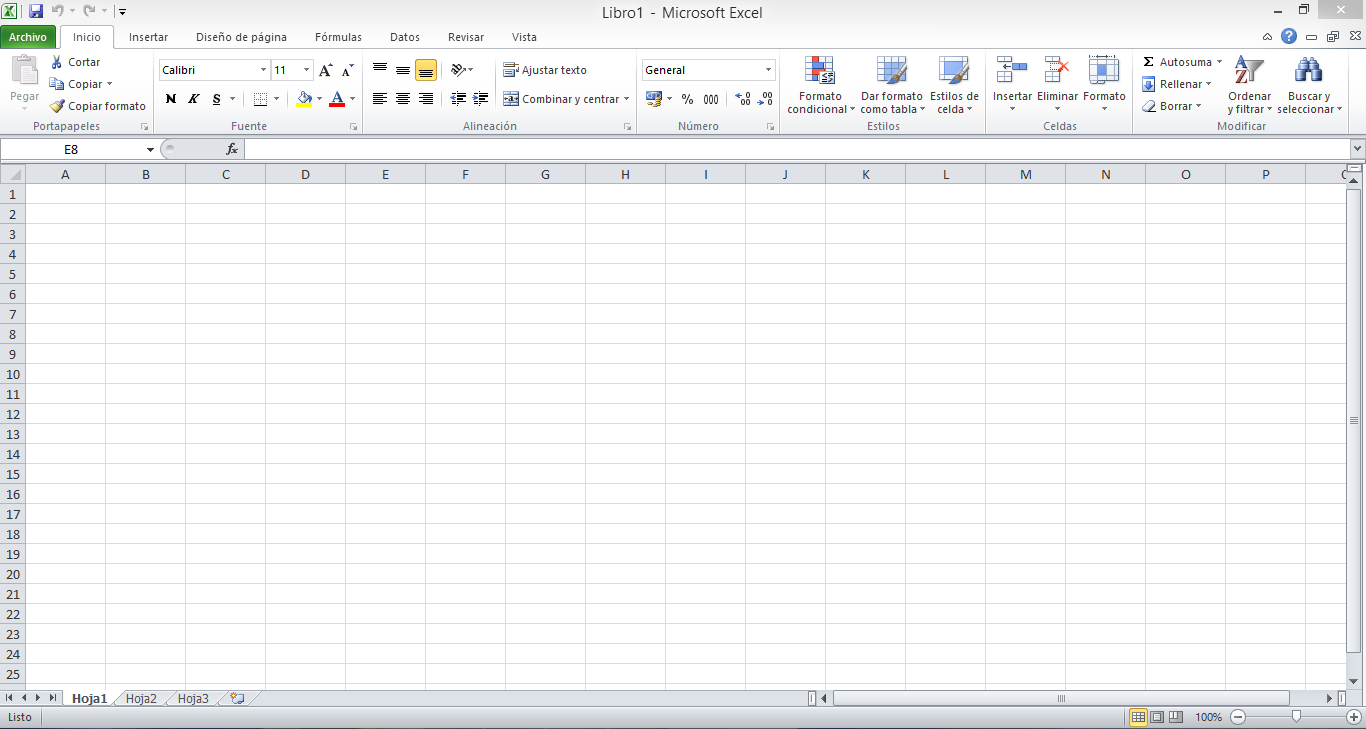 Libro1 - Microsoft Excel
Archivo Inicio Insertar Diseño de página Fórmulas Datos Revisar Vista
Pegar
Cortar
Copiar
Copiar formato
Portapapeles
Calibri 11
N K S A
Fuente
Ajustar texto
Combinar y centrar
Alineación
General
% 000
Número
Formato condicional
Dar formato como tabla
Estilos de celda
Estilos
Insertar Eliminar Formato
Celdas
Σ Autosuma
Rellenar
Borrar
Ordenar y filtrar
Buscar y seleccionar
Modificar
E8 fx
A B C D E F G H I J K L M N O P
1
2
3
4
5
6
7
8
9
10
11
12
13
14
15
16
17
18
19
20
21
22
23
24
25
Hoja1 Hoja2 Hoja3
Listo 100%